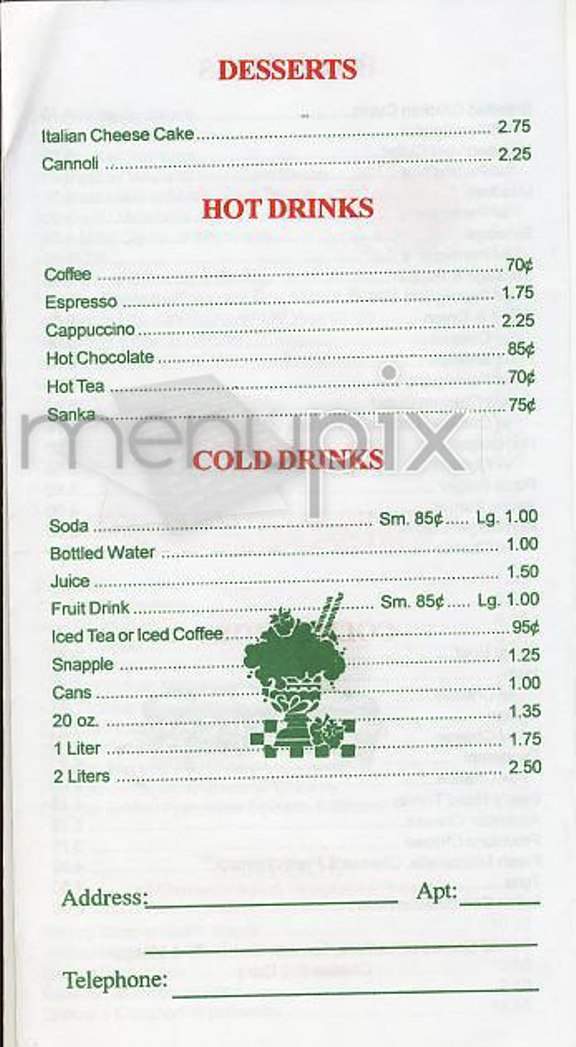 DESSERTS
Italian Cheese Cake 2.75
Cannoli 2.25
HOT DRINKS
Coffee 70¢
Espresso 1.75
Cappuccino 2.25
Hot Chocolate 85¢
Hot Tea 70¢
Sanka 75¢
menupix
COLD DRINKS
Soda Sm. 85¢ Lg. 1.00
Bottled Water 1.00
Juice 1.50
Fruit Drink Sm. 85¢ Lg. 1.00
Iced Tea or Iced Coffee 95¢
Snapple 1.25
Cans 1.00
20 oz. 1.35
1 Liter 1.75
2 Liters 2.50
Address: Apt:
Telephone: